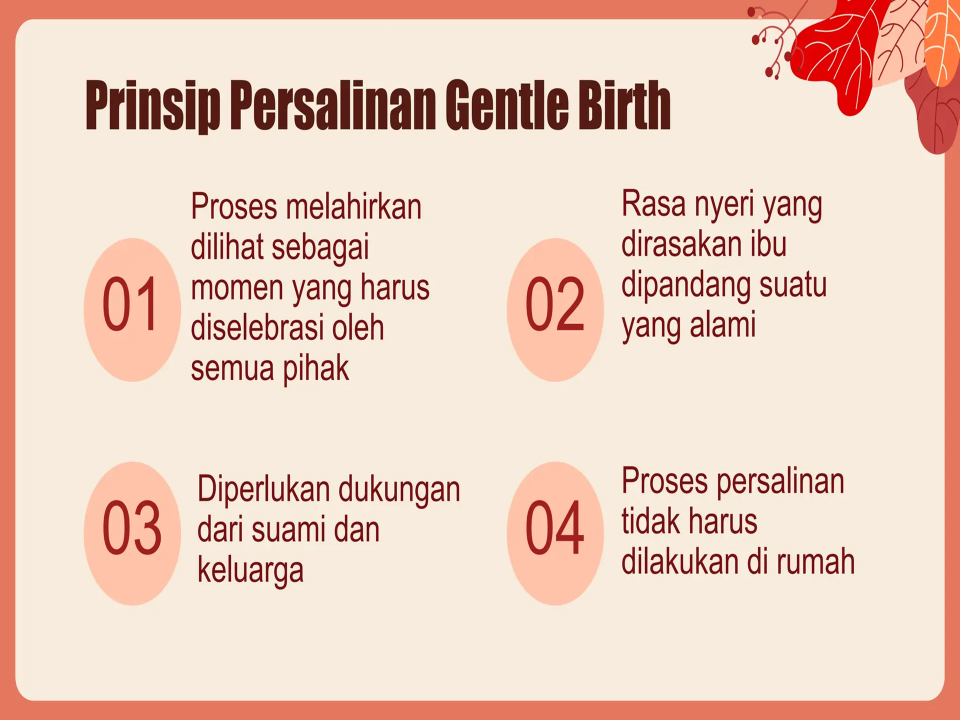 Prinsip Persalinan Gentle Birth
01
Proses melahirkan
dilihat sebagai
momen yang harus
diselebrasi oleh
semua pihak
02
Rasa nyeri yang
dirasakan ibu
dipandang suatu
yang alami
03
Diperlukan dukungan
dari suami dan
keluarga
04
Proses persalinan
tidak harus
dilakukan di rumah